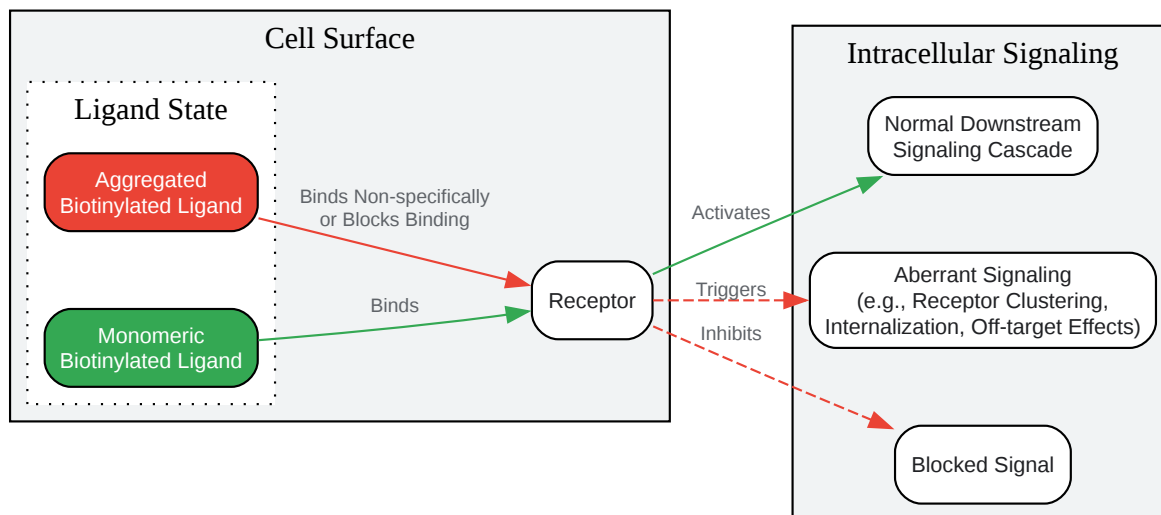 Cell Surface
Ligand State
Aggregated
Biotinylated Ligand
Monomeric
Biotinylated Ligand
Binds Non-specifically
or Blocks Binding
Binds
Receptor
Activates
Triggers
Inhibits
Intracellular Signaling
Normal Downstream
Signaling Cascade
Aberrant Signaling
(e.g., Receptor Clustering,
Internalization, Off-target Effects)
Blocked Signal